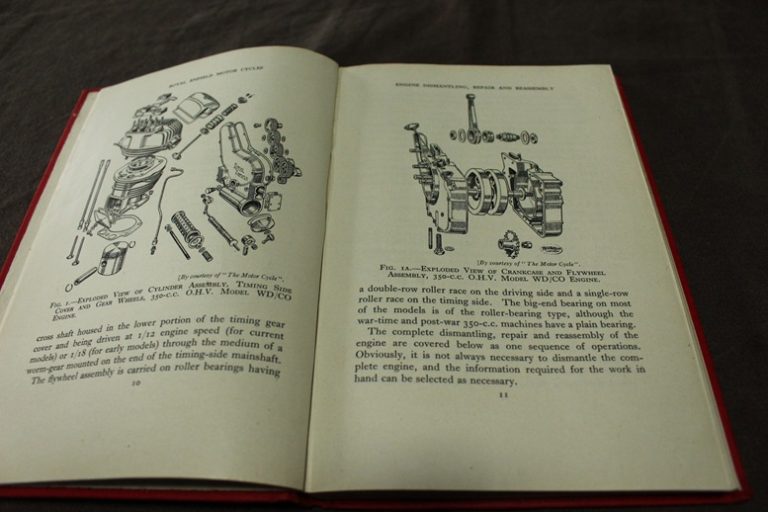 ROYAL ENFIELD MOTOR CYCLES
[By courtesy of "The Motor Cycle".
FIG. 1.—EXPLODED VIEW OF CYLINDER ASSEMBLY, TIMING SIDE
COVER AND GEAR WHEELS, 350-C.C. O.H.V. MODEL WD/CO
ENGINE.
cross shaft housed in the lower portion of the timing gear
cover and being driven at 1/12 engine speed (for current
models) or 1/18 (for early models) through the medium of a
worm-gear mounted on the end of the timing-side mainshaft.
The flywheel assembly is carried on roller bearings having
10
ENGINE DISMANTLING, REPAIR AND REASSEMBLY
[By courtesy of "The Motor Cycle".
FIG. 1A.—EXPLODED VIEW OF CRANKCASE AND FLYWHEEL
ASSEMBLY, 350-C.C. O.H.V. MODEL WD/CO ENGINE.
a double-row roller race on the driving side and a single-row
roller race on the timing side. The big-end bearing on most
of the models is of the roller-bearing type, although the
war-time and post-war 350-c.c. machines have a plain bearing.
The complete dismantling, repair and reassembly of the
engine are covered below as one sequence of operations.
Obviously, it is not always necessary to dismantle the com-
plete engine, and the information required for the work in
hand can be selected as necessary.
11